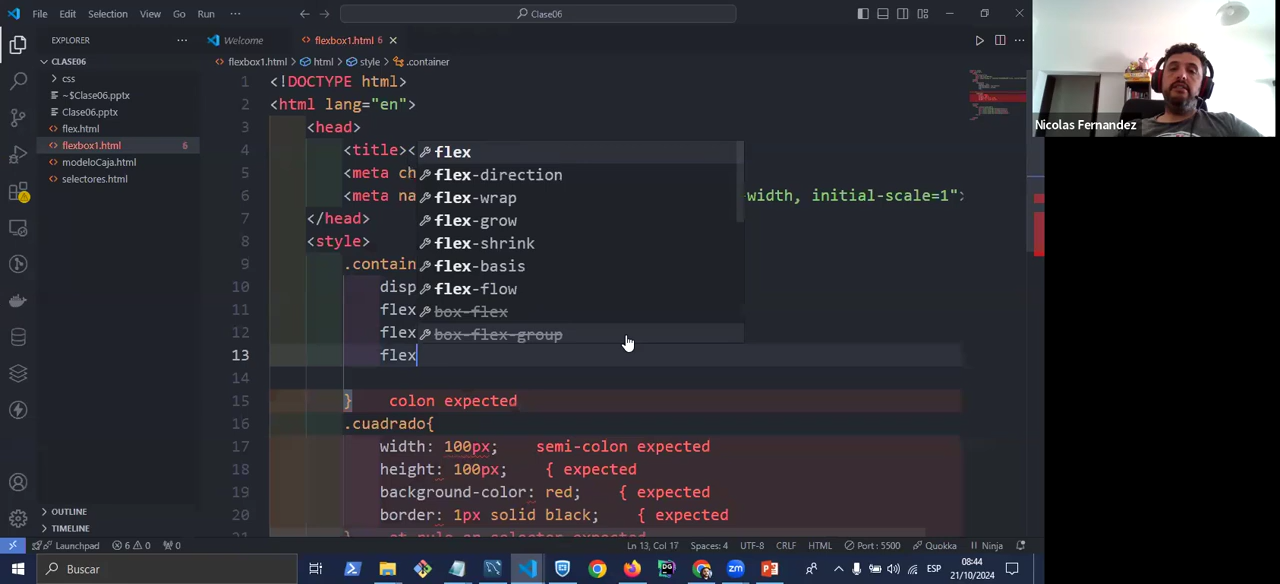 File Edit Selection View Go Run ··· Clase06
EXPLORER ··· Welcome flexbox1.html 6
CLASE06
css
~$Clase06.pptx
Clase06.pptx
flex.html
flexbox1.html 6
modeloCaja.html
selectores.html
flexbox1.html > html > style > .container
1 <!DOCTYPE html>
2 <html lang="en">
3 <head>
4 <title><
5 <meta ch
6 <meta na width, initial-scale=1">
7 </head>
8 <style>
9 .contain
10 disp
11 flex
12 flex
13 flex
14
15 } colon expected
16 .cuadrado{
17 width: 100px; semi-colon expected
18 height: 100px; { expected
19 background-color: red; { expected
20 border: 1px solid black; { expected
flex
flex-direction
flex-wrap
flex-grow
flex-shrink
flex-basis
flex-flow
box-flex
box-flex-group
Nicolas Fernandez
OUTLINE
TIMELINE
Launchpad 6 0 0 Ln 13, Col 17 Spaces: 4 UTF-8 CRLF HTML Port : 5500 Quokka Ninja
Buscar
ESP
08:44
21/10/2024